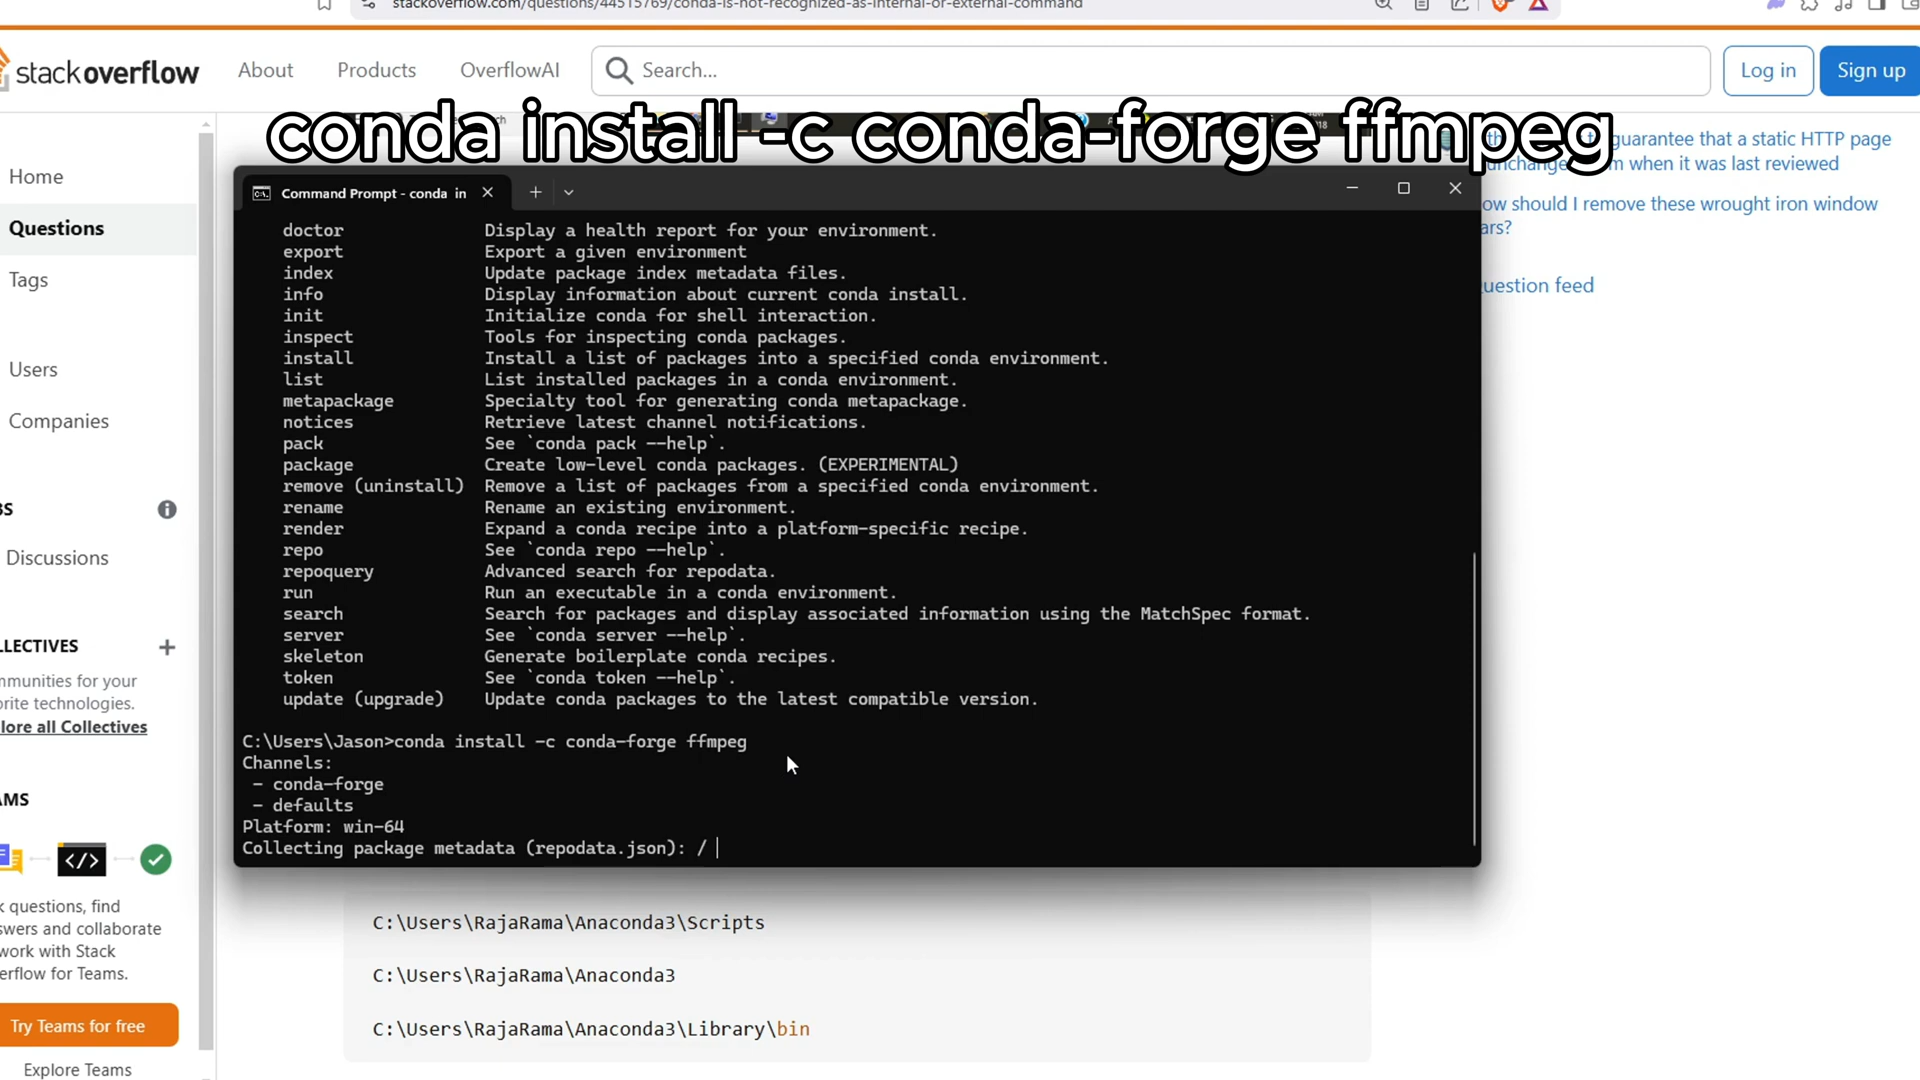 stackoverflow.com/questions/44515769/conda-is-not-recognized-as-internal-or-external-command
stackoverflow
About
Products
OverflowAI
Search...
Log in
Sign up
conda install -c conda-forge ffmpeg
guarantee that a static HTTP page
when it was last reviewed
should I remove these wrought iron window
uestion feed
Home
Questions
Tags
Users
Companies
Discussions
LLECTIVES
mmunities for your
orite technologies.
lore all Collectives
AMS
</>
k questions, find
swers and collaborate
work with Stack
erflow for Teams.
Try Teams for free
Explore Teams
Command Prompt - conda in
doctor Display a health report for your environment.
export Export a given environment
index Update package index metadata files.
info Display information about current conda install.
init Initialize conda for shell interaction.
inspect Tools for inspecting conda packages.
install Install a list of packages into a specified conda environment.
list List installed packages in a conda environment.
metapackage Specialty tool for generating conda metapackage.
notices Retrieve latest channel notifications.
pack See `conda pack --help`.
package Create low-level conda packages. (EXPERIMENTAL)
remove (uninstall) Remove a list of packages from a specified conda environment.
rename Rename an existing environment.
render Expand a conda recipe into a platform-specific recipe.
repo See `conda repo --help`.
repoquery Advanced search for repodata.
run Run an executable in a conda environment.
search Search for packages and display associated information using the MatchSpec format.
server See `conda server --help`.
skeleton Generate boilerplate conda recipes.
token See `conda token --help`.
update (upgrade) Update conda packages to the latest compatible version.
C:\Users\Jason>conda install -c conda-forge ffmpeg
Channels:
- conda-forge
- defaults
Platform: win-64
Collecting package metadata (repodata.json): /
C:\Users\RajaRama\Anaconda3\Scripts
C:\Users\RajaRama\Anaconda3
C:\Users\RajaRama\Anaconda3\Library\bin